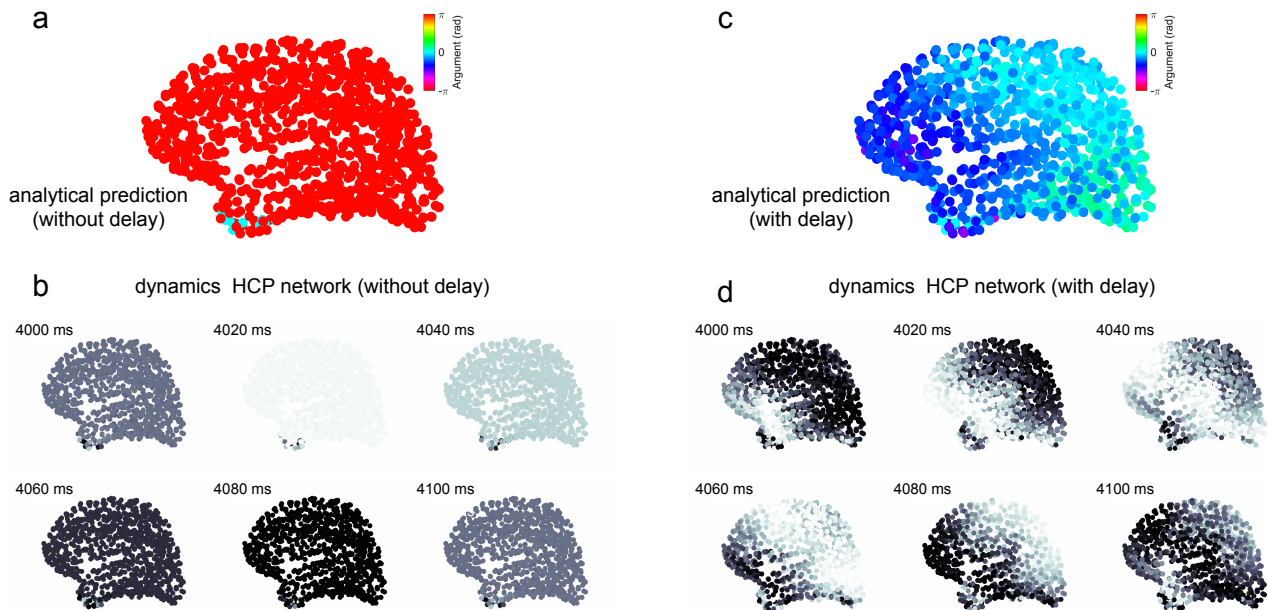 a
π
0
-π
Argument (rad)
analytical prediction
(without delay)
b
dynamics HCP network (without delay)
4000 ms
4020 ms
4040 ms
4060 ms
4080 ms
4100 ms
c
π
0
-π
Argument (rad)
analytical prediction
(with delay)
d
dynamics HCP network (with delay)
4000 ms
4020 ms
4040 ms
4060 ms
4080 ms
4100 ms